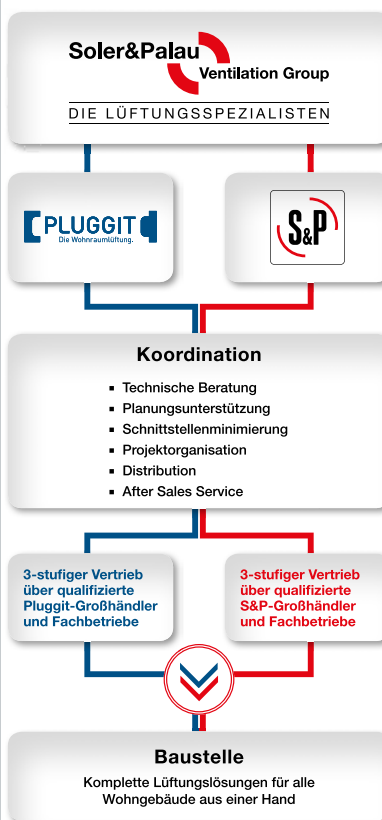 Soler&Palau
Ventilation Group
DIE LÜFTUNGSSPEZIALISTEN
PLUGGIT
Die Wohnraumlüftung.
S&P
Koordination
▪ Technische Beratung
▪ Planungsunterstützung
▪ Schnittstellenminimierung
▪ Projektorganisation
▪ Distribution
▪ After Sales Service
3-stufiger Vertrieb
über qualifizierte
Pluggit-Großhändler
und Fachbetriebe
3-stufiger Vertrieb
über qualifizierte
S&P-Großhändler
und Fachbetriebe
Baustelle
Komplette Lüftungslösungen für alle
Wohngebäude aus einer Hand